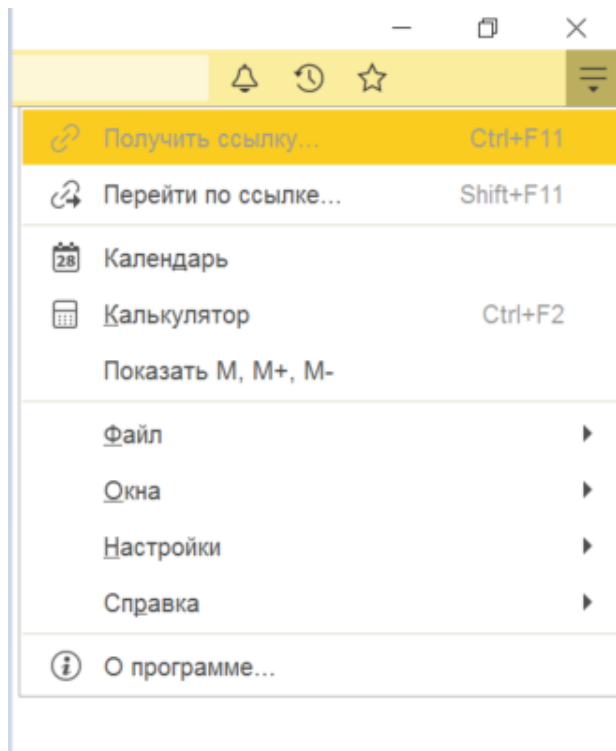 Получить ссылку... Ctrl+F11
Перейти по ссылке... Shift+F11
28 Календарь
Калькулятор Ctrl+F2
Показать M, M+, M-
Файл
Окна
Настройки
Справка
О программе...